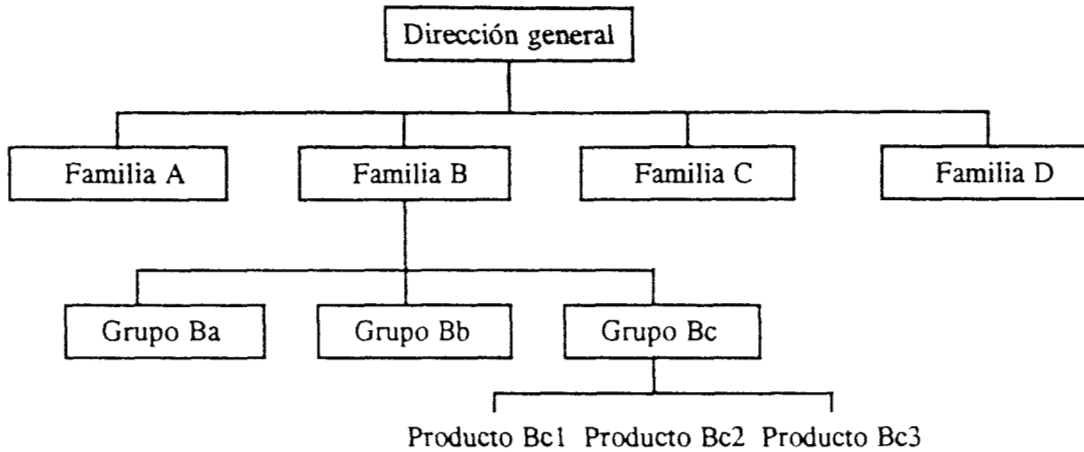 Dirección general
Familia A Familia B Familia C Familia D
Grupo Ba Grupo Bb Grupo Bc
Producto Bc1 Producto Bc2 Producto Bc3